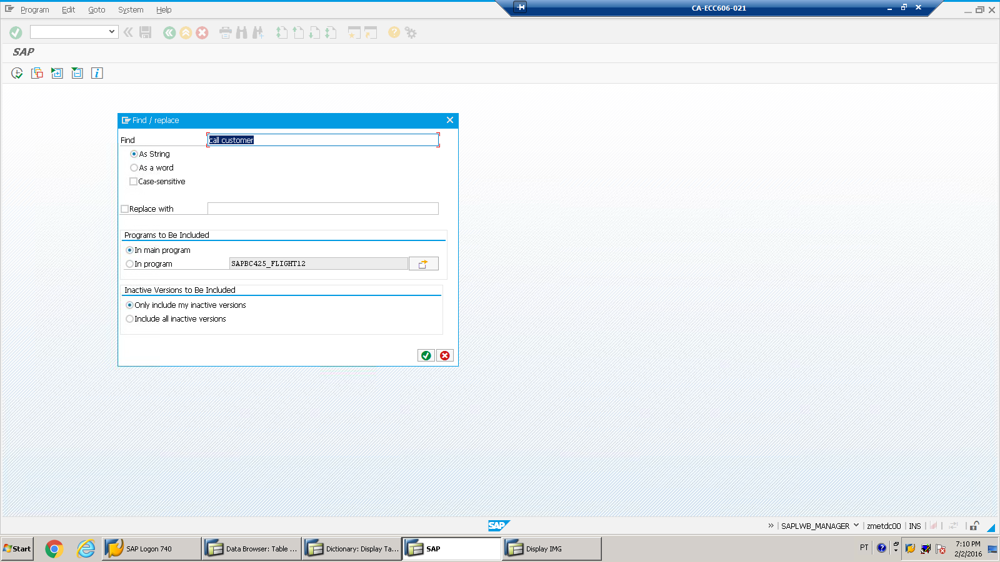 Program Edit Goto System Help
CA-ECC606-021
SAP
Find / replace
Find call customer
As String
As a word
Case-sensitive
Replace with
Programs to Be Included
In main program
In program SAPBC425_FLIGHT12
Inactive Versions to Be Included
Only include my inactive versions
Include all inactive versions
SAP
SAPLWB_MANAGER zmetdc00 INS
Start SAP Logon 740 Data Browser: Table ... Dictionary: Display Ta... SAP Display IMG PT 7:10 PM
2/2/2016